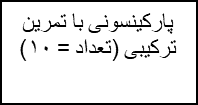 پارکینسونی با تمرین
ترکیبی (تعداد = ۱۰)